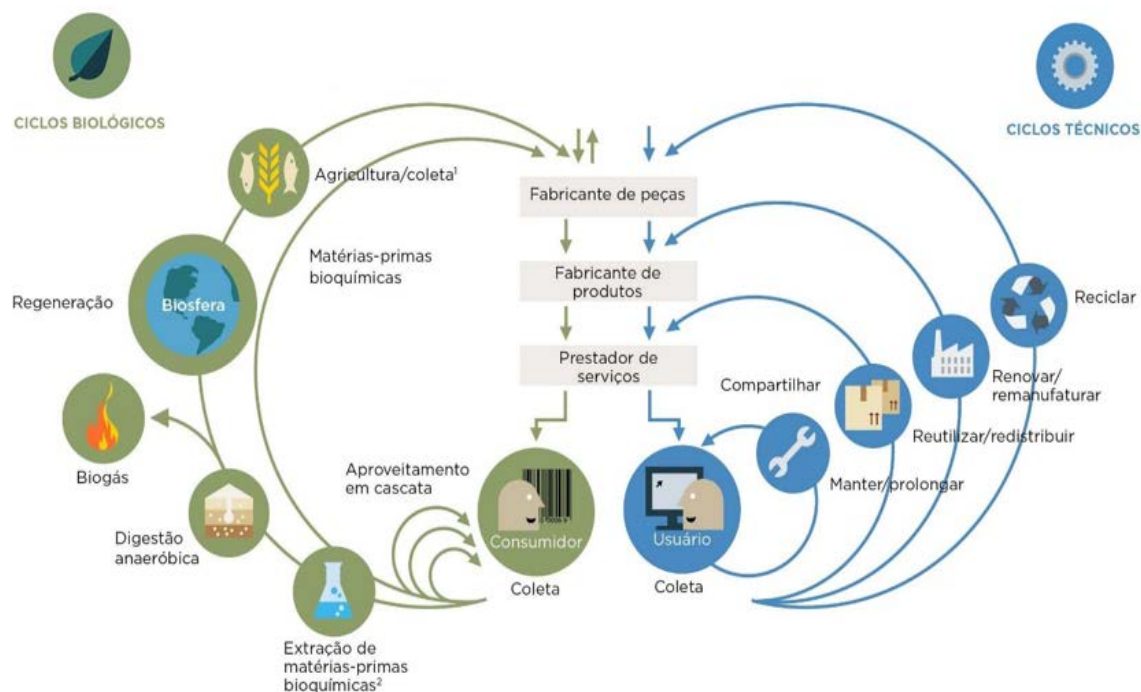 CICLOS BIOLÓGICOS
CICLOS TÉCNICOS
Agricultura/coleta¹
Fabricante de peças
Matérias-primas
bioquímicas
Fabricante de
produtos
Regeneração
Biosfera
Reciclar
Prestador de
serviços
Compartilhar
Renovar/
remanufaturar
Reutilizar/redistribuir
Biogás
Aproveitamento
em cascata
Manter/prolongar
Digestão
anaeróbica
Consumidor
Usuário
Coleta
Coleta
Extração de
matérias-primas
bioquímicas²